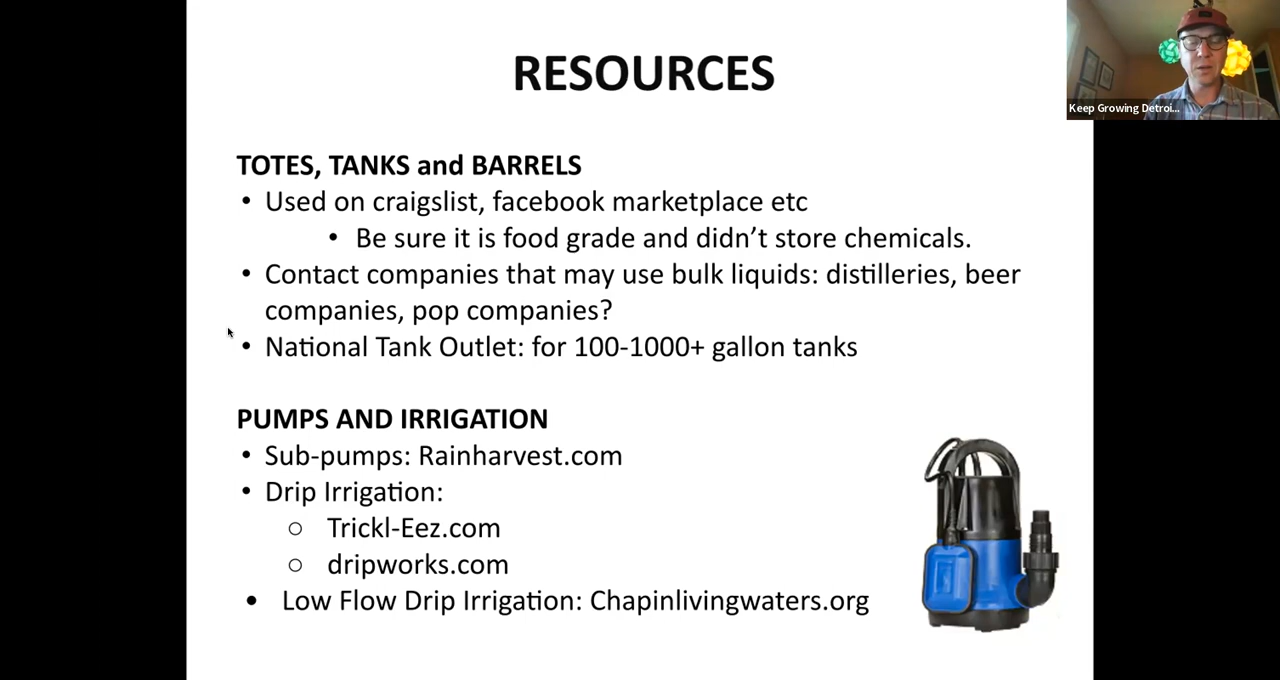 RESOURCES
Keep Growing Detroi...
TOTES, TANKS and BARRELS
• Used on craigslist, facebook marketplace etc
• Be sure it is food grade and didn’t store chemicals.
• Contact companies that may use bulk liquids: distilleries, beer
companies, pop companies?
• National Tank Outlet: for 100-1000+ gallon tanks
PUMPS AND IRRIGATION
• Sub-pumps: Rainharvest.com
• Drip Irrigation:
○ Trickl-Eez.com
○ dripworks.com
• Low Flow Drip Irrigation: Chapinlivingwaters.org